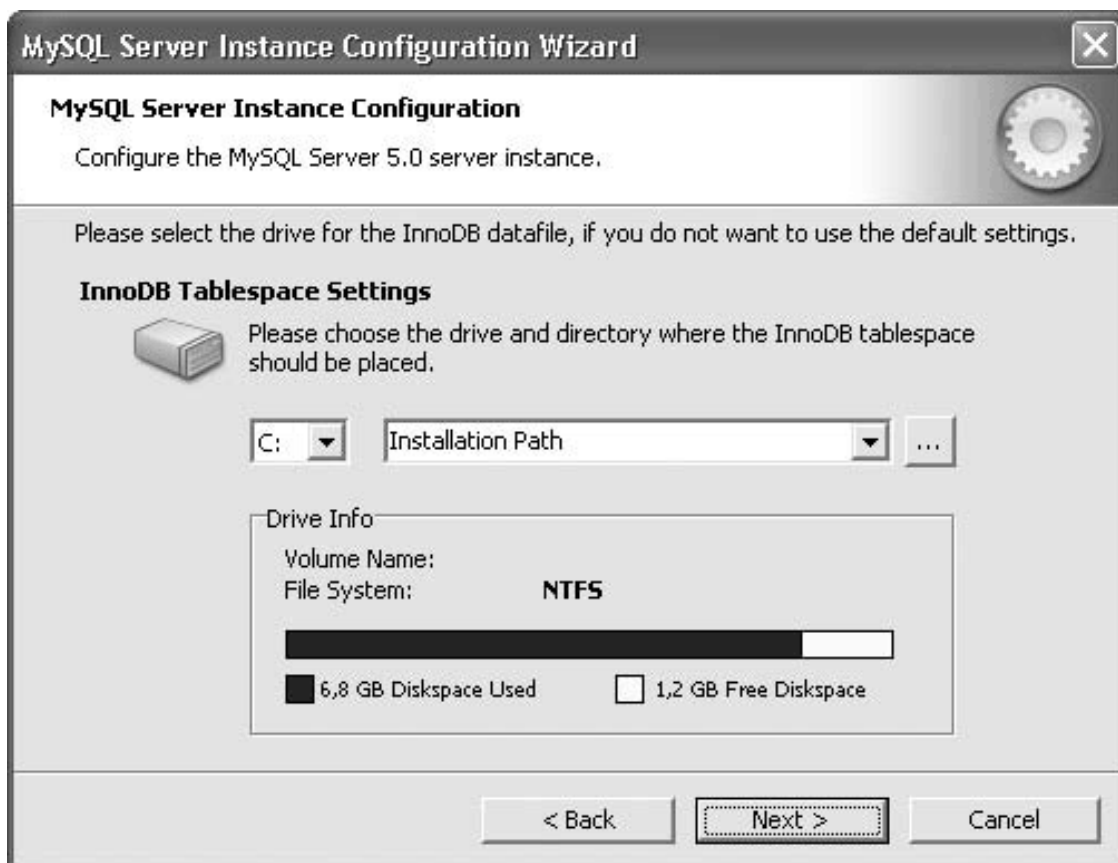 MySQL Server Instance Configuration Wizard
MySQL Server Instance Configuration
Configure the MySQL Server 5.0 server instance.
Please select the drive for the InnoDB datafile, if you do not want to use the default settings.
InnoDB Tablespace Settings
Please choose the drive and directory where the InnoDB tablespace
should be placed.
C: Installation Path ...
Drive Info
Volume Name:
File System: NTFS
6,8 GB Diskspace Used 1,2 GB Free Diskspace
< Back Next > Cancel